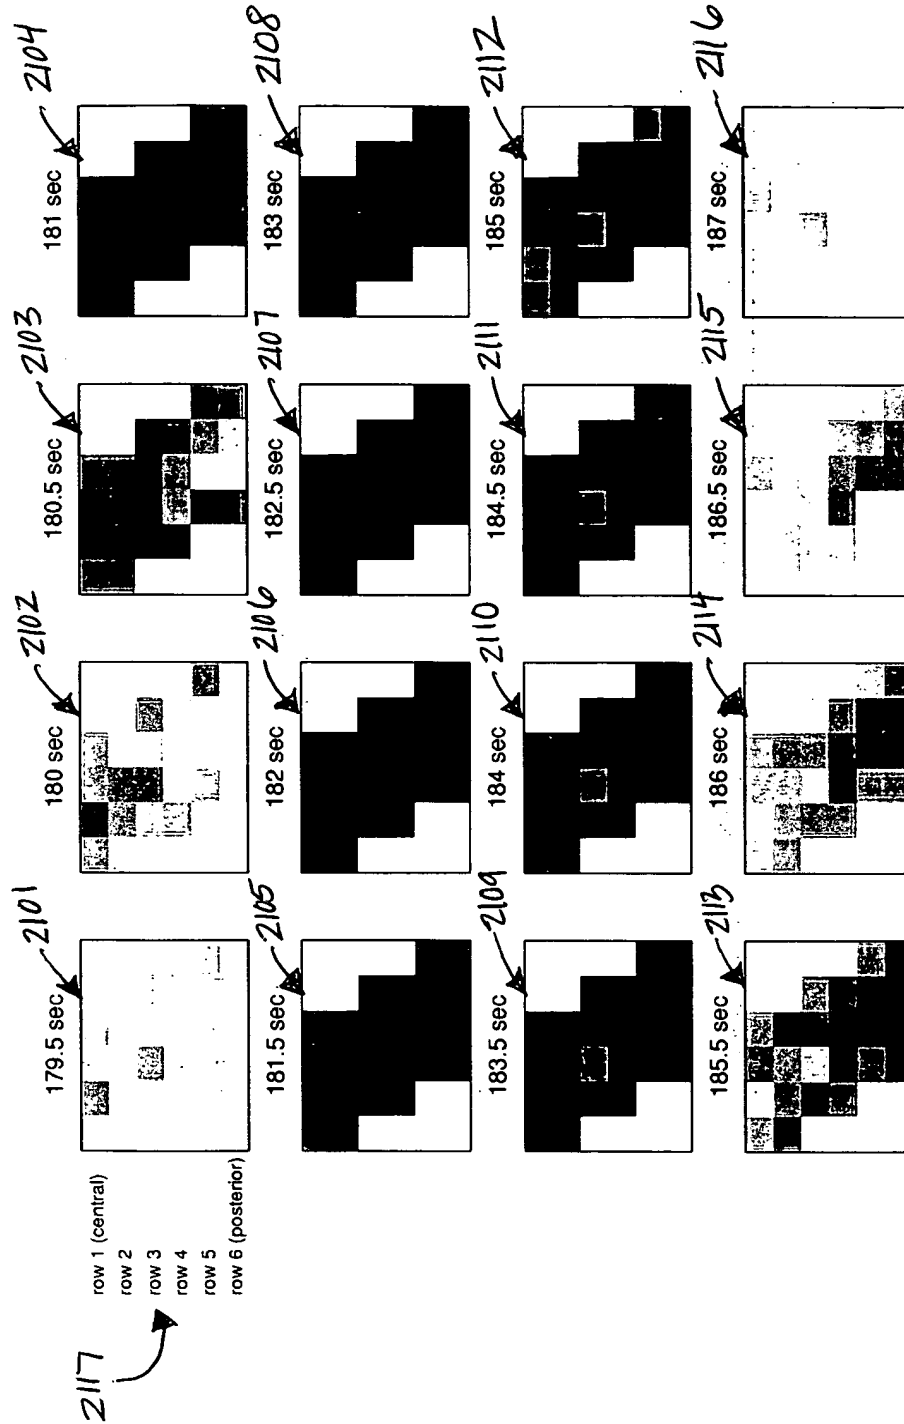 2117
row 1 (central)
row 2
row 3
row 4
row 5
row 6 (posterior)
179.5 sec 2101
180 sec 2102
180.5 sec 2103
181 sec 2104
181.5 sec 2105
182 sec 2106
182.5 sec 2107
183 sec 2108
183.5 sec 2109
184 sec 2110
184.5 sec 2111
185 sec 2112
185.5 sec 2113
186 sec 2114
186.5 sec 2115
187 sec 2116